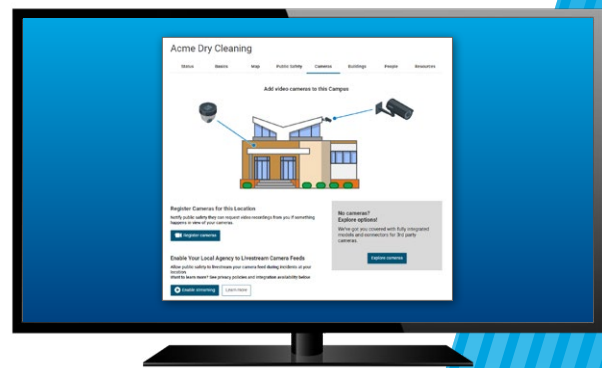 Acme Dry Cleaning
Status Basics Map Public Safety Cameras Buildings People Resources
Add video cameras to this Campus
Register Cameras for this Location
Notify public safety they can request video recordings from you if something
happens in view of your cameras.
Register cameras
No cameras?
Explore options!
We've got you covered with fully integrated
models and connectors for 3rd party
cameras.
Explore cameras
Enable Your Local Agency to Livestream Camera Feeds
Allow public safety to livestream your camera feed during incidents at your
location.
Want to learn more? See privacy policies and integration availability below
Enable streaming Learn more